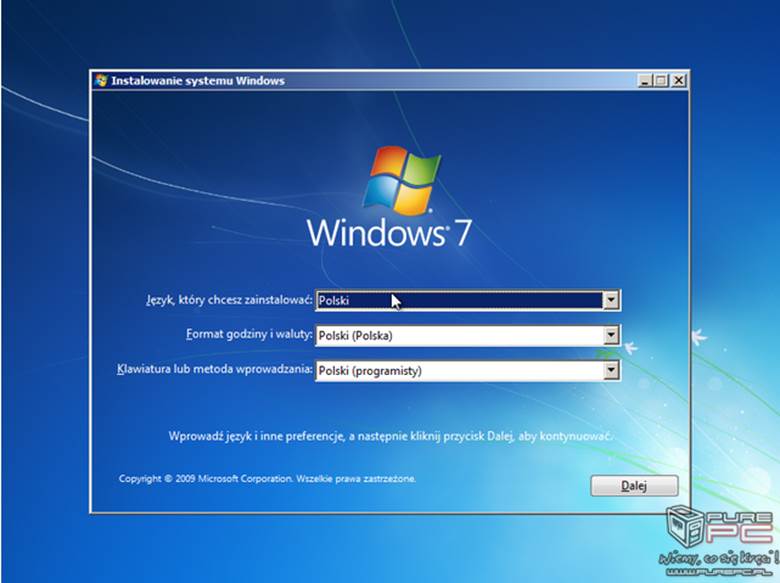 Instalowanie systemu Windows
Windows® 7
Język, który chcesz zainstalować: Polski
Format godziny i waluty: Polski (Polska)
Klawiatura lub metoda wprowadzania: Polski (programisty)
Wprowadź język i inne preferencje, a następnie kliknij przycisk Dalej, aby kontynuować.
Copyright © 2009 Microsoft Corporation. Wszelkie prawa zastrzeżone.
Dalej
PURE
PC
Wiemy, co się kręci !
WWW.PUREPC.PL